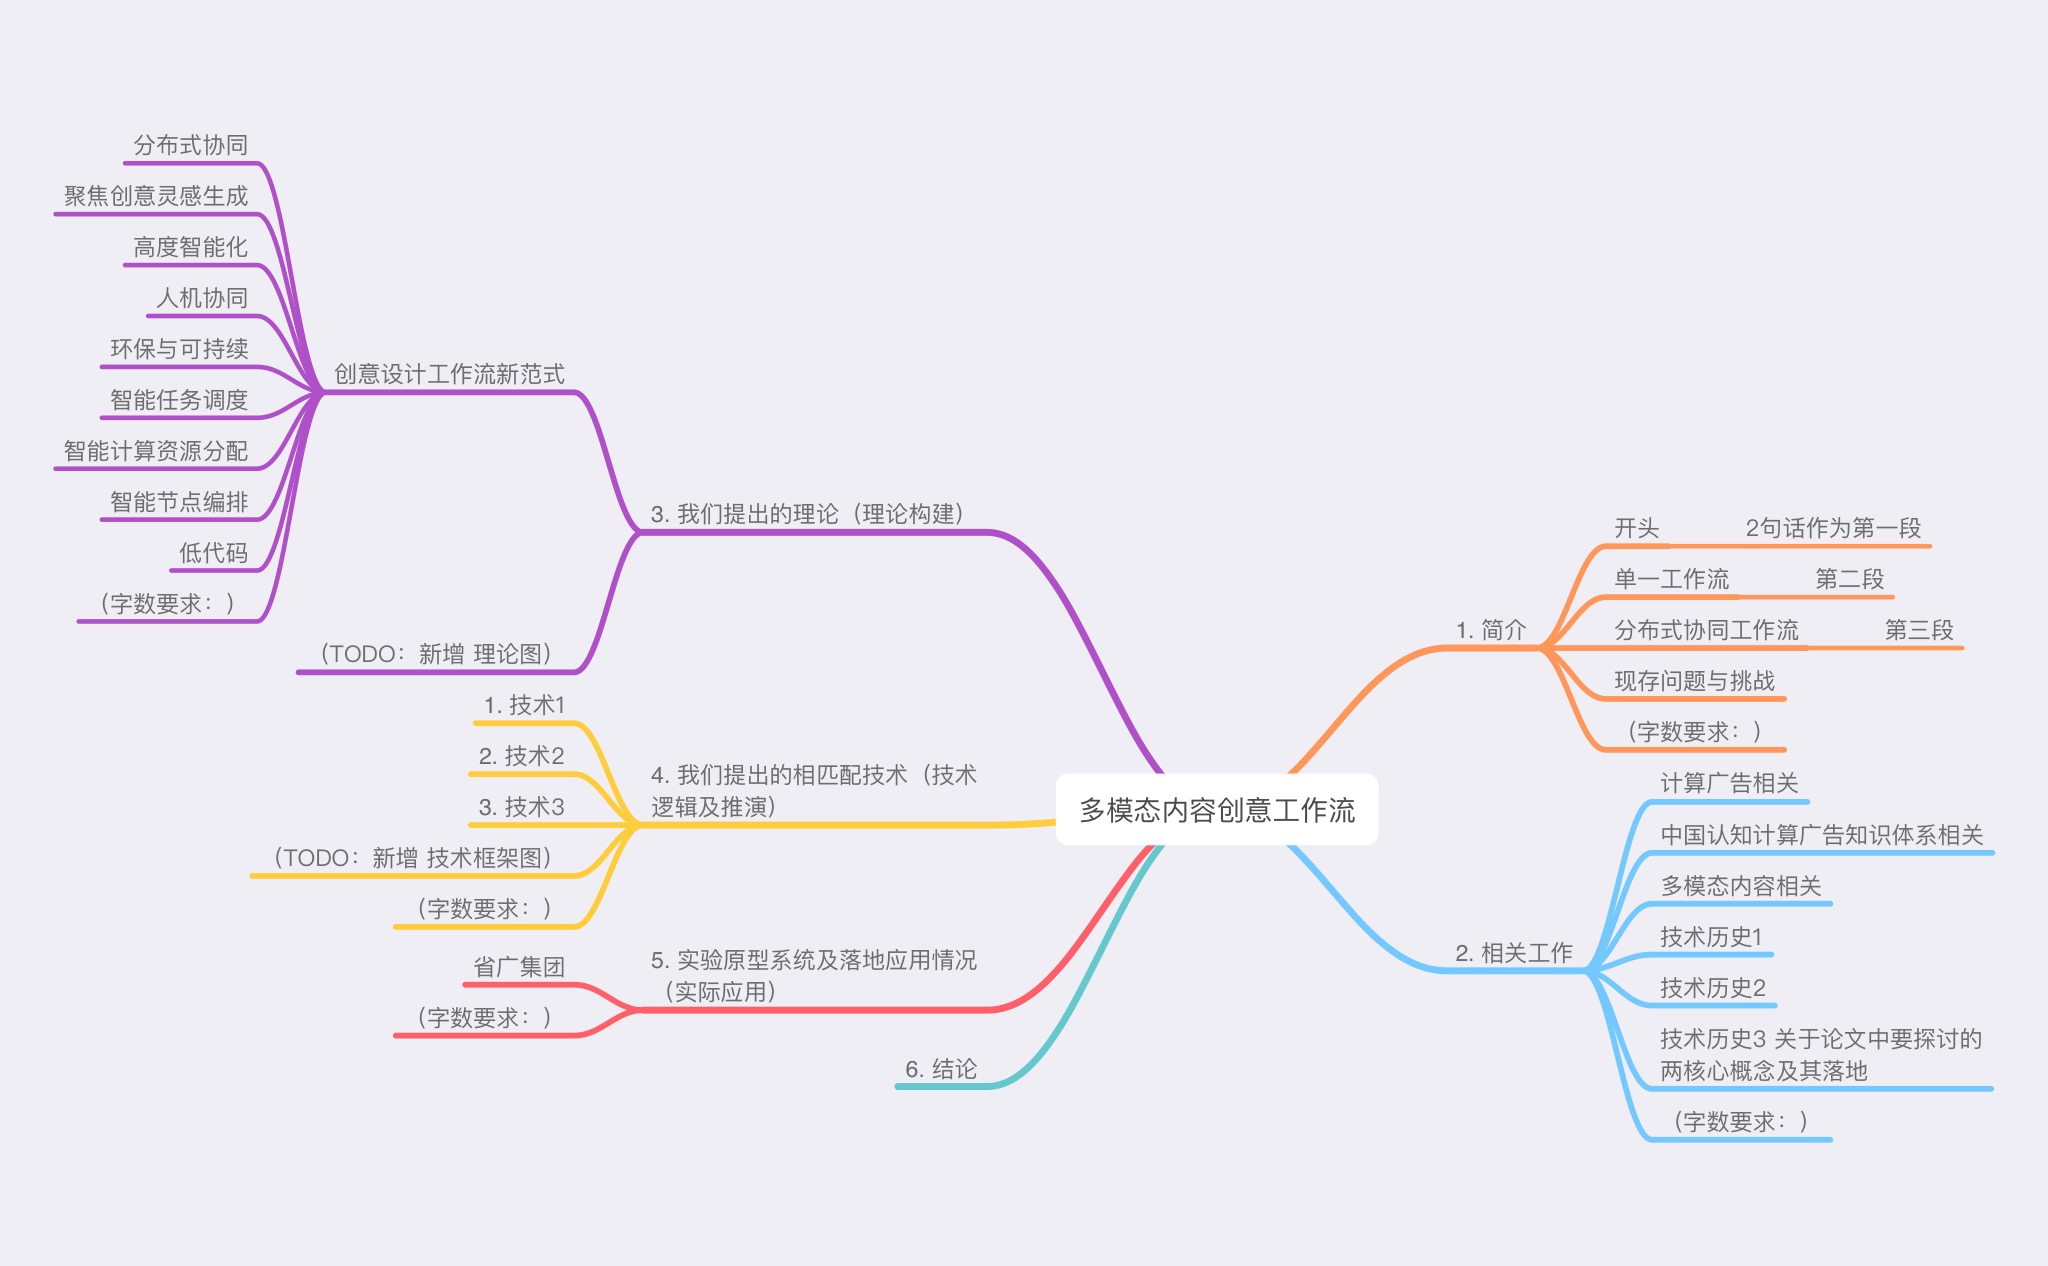 多模态内容创意工作流
1. 简介
开头
2句话作为第一段
单一工作流
第二段
分布式协同工作流
第三段
现存问题与挑战
（字数要求：）
2. 相关工作
计算广告相关
中国认知计算广告知识体系相关
多模态内容相关
技术历史1
技术历史2
技术历史3 关于论文中要探讨的
两核心概念及其落地
（字数要求：）
3. 我们提出的理论（理论构建）
创意设计工作流新范式
分布式协同
聚焦创意灵感生成
高度智能化
人机协同
环保与可持续
智能任务调度
智能计算资源分配
智能节点编排
低代码
（字数要求：）
（TODO：新增 理论图）
4. 我们提出的相匹配技术（技术
逻辑及推演）
1. 技术1
2. 技术2
3. 技术3
（TODO：新增 技术框架图）
（字数要求：）
5. 实验原型系统及落地应用情况
（实际应用）
省广集团
（字数要求：）
6. 结论